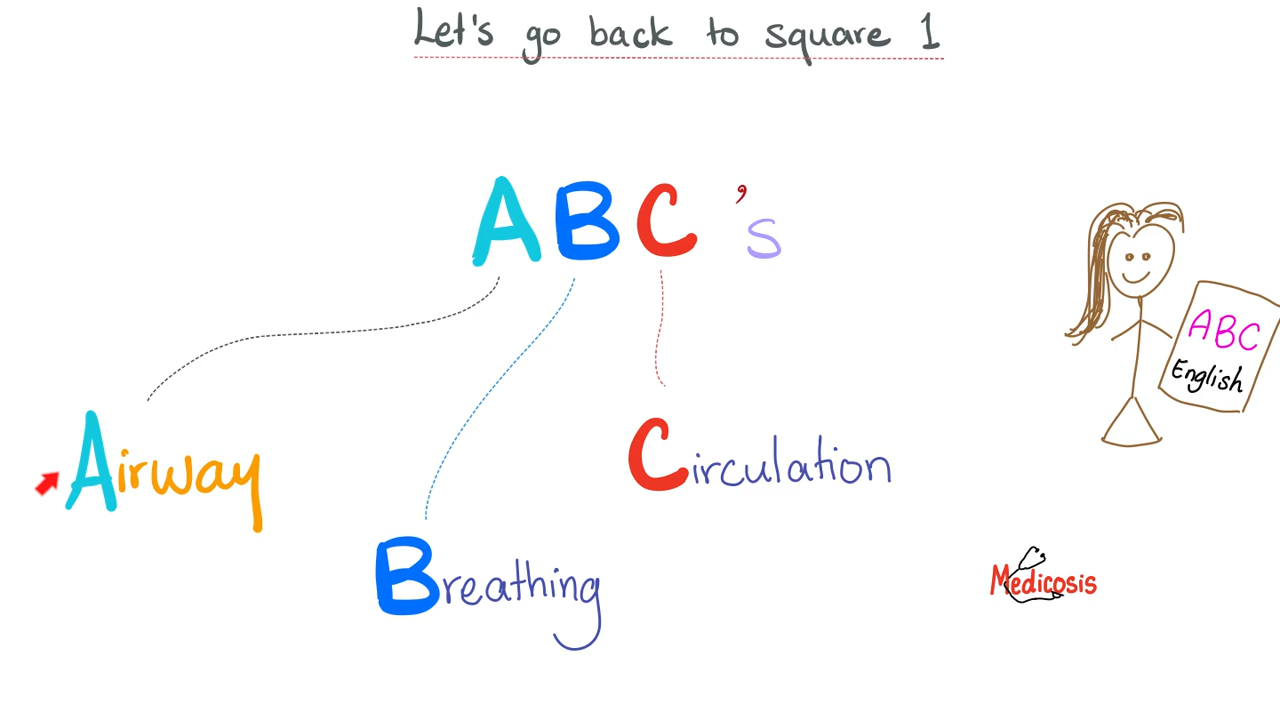 Let's go back to square 1
ABC's
Airway
Breathing
Circulation
ABC
English
Medicosis